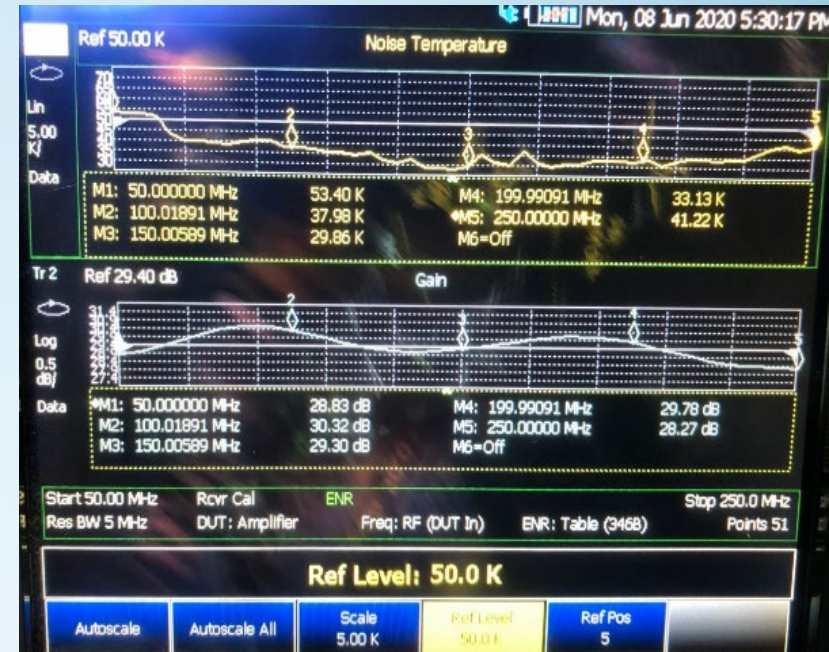 Mon, 08 Jun 2020 5:30:17 PM
Ref 50.00 K
Noise Temperature
Lin
5.00
K/
Data
70
2
3
4
5
M1: 50.000000 MHz 53.40 K M4: 199.99091 MHz 33.13 K
M2: 100.01891 MHz 37.98 K M5: 250.00000 MHz 41.22 K
M3: 150.00589 MHz 29.86 K M6=Off
Tr 2 Ref 29.40 dB Gain
Log
0.5
dB/
Data
2
5
M1: 50.000000 MHz 28.83 dB M4: 199.99091 MHz 29.78 dB
M2: 100.01891 MHz 30.32 dB M5: 250.00000 MHz 28.27 dB
M3: 150.00589 MHz 29.30 dB M6=Off
Start 50.00 MHz Rcvr Cal ENR Stop 250.0 MHz
Res BW 5 MHz DUT: Amplifier Freq: RF (DUT In) ENR: Table (346B) Points 51
Ref Level: 50.0 K
Autoscale Autoscale All Scale Ref Level Ref Pos
5.00 K 50.0 K 5